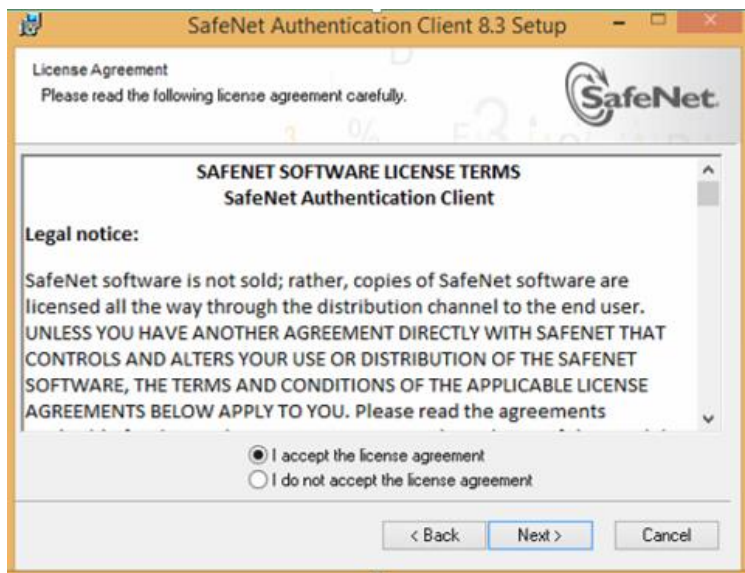 SafeNet Authentication Client 8.3 Setup
License Agreement
Please read the following license agreement carefully.
SafeNet.
SAFENET SOFTWARE LICENSE TERMS
SafeNet Authentication Client
Legal notice:
SafeNet software is not sold; rather, copies of SafeNet software are
licensed all the way through the distribution channel to the end user.
UNLESS YOU HAVE ANOTHER AGREEMENT DIRECTLY WITH SAFENET THAT
CONTROLS AND ALTERS YOUR USE OR DISTRIBUTION OF THE SAFENET
SOFTWARE, THE TERMS AND CONDITIONS OF THE APPLICABLE LICENSE
AGREEMENTS BELOW APPLY TO YOU. Please read the agreements
I accept the license agreement
I do not accept the license agreement
< Back
Next >
Cancel